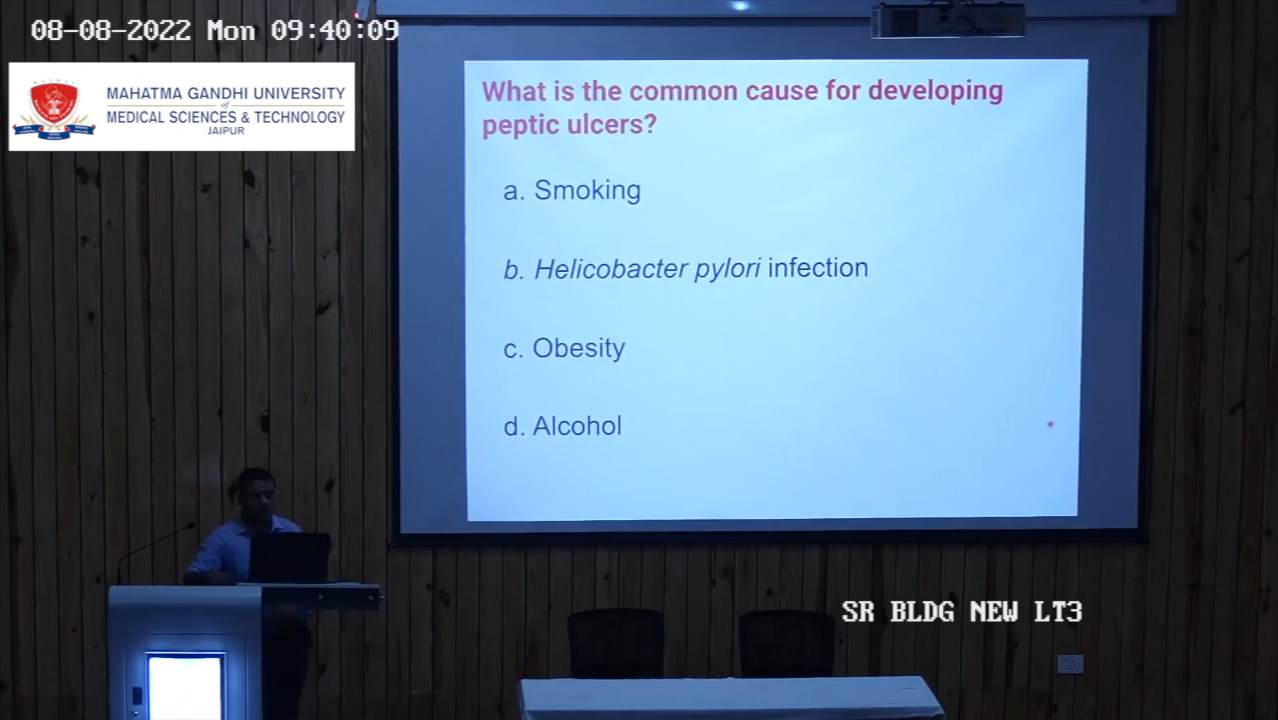 08-08-2022 Mon 09:40:09
MAHATMA GANDHI UNIVERSITY
of
MEDICAL SCIENCES & TECHNOLOGY
JAIPUR
What is the common cause for developing
peptic ulcers?
a. Smoking
b. Helicobacter pylori infection
c. Obesity
d. Alcohol
SR BLDG NEW LT3